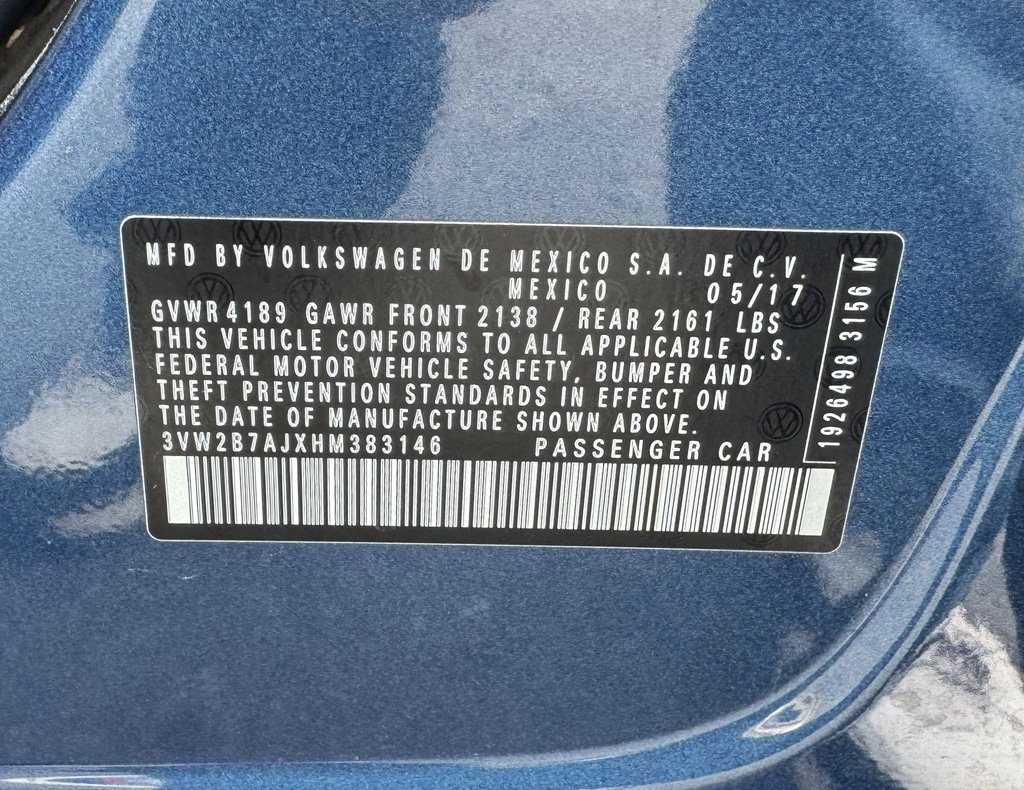 MFD BY VOLKSWAGEN DE MEXICO S.A. DE C.V.
MEXICO 05/17
GVWR 4189 GAWR FRONT 2138 / REAR 2161 LBS
THIS VEHICLE CONFORMS TO ALL APPLICABLE U.S.
FEDERAL MOTOR VEHICLE SAFETY, BUMPER AND
THEFT PREVENTION STANDARDS IN EFFECT ON
THE DATE OF MANUFACTURE SHOWN ABOVE.
3VW2B7AJXHM383146 PASSENGER CAR
1926498 3156 M